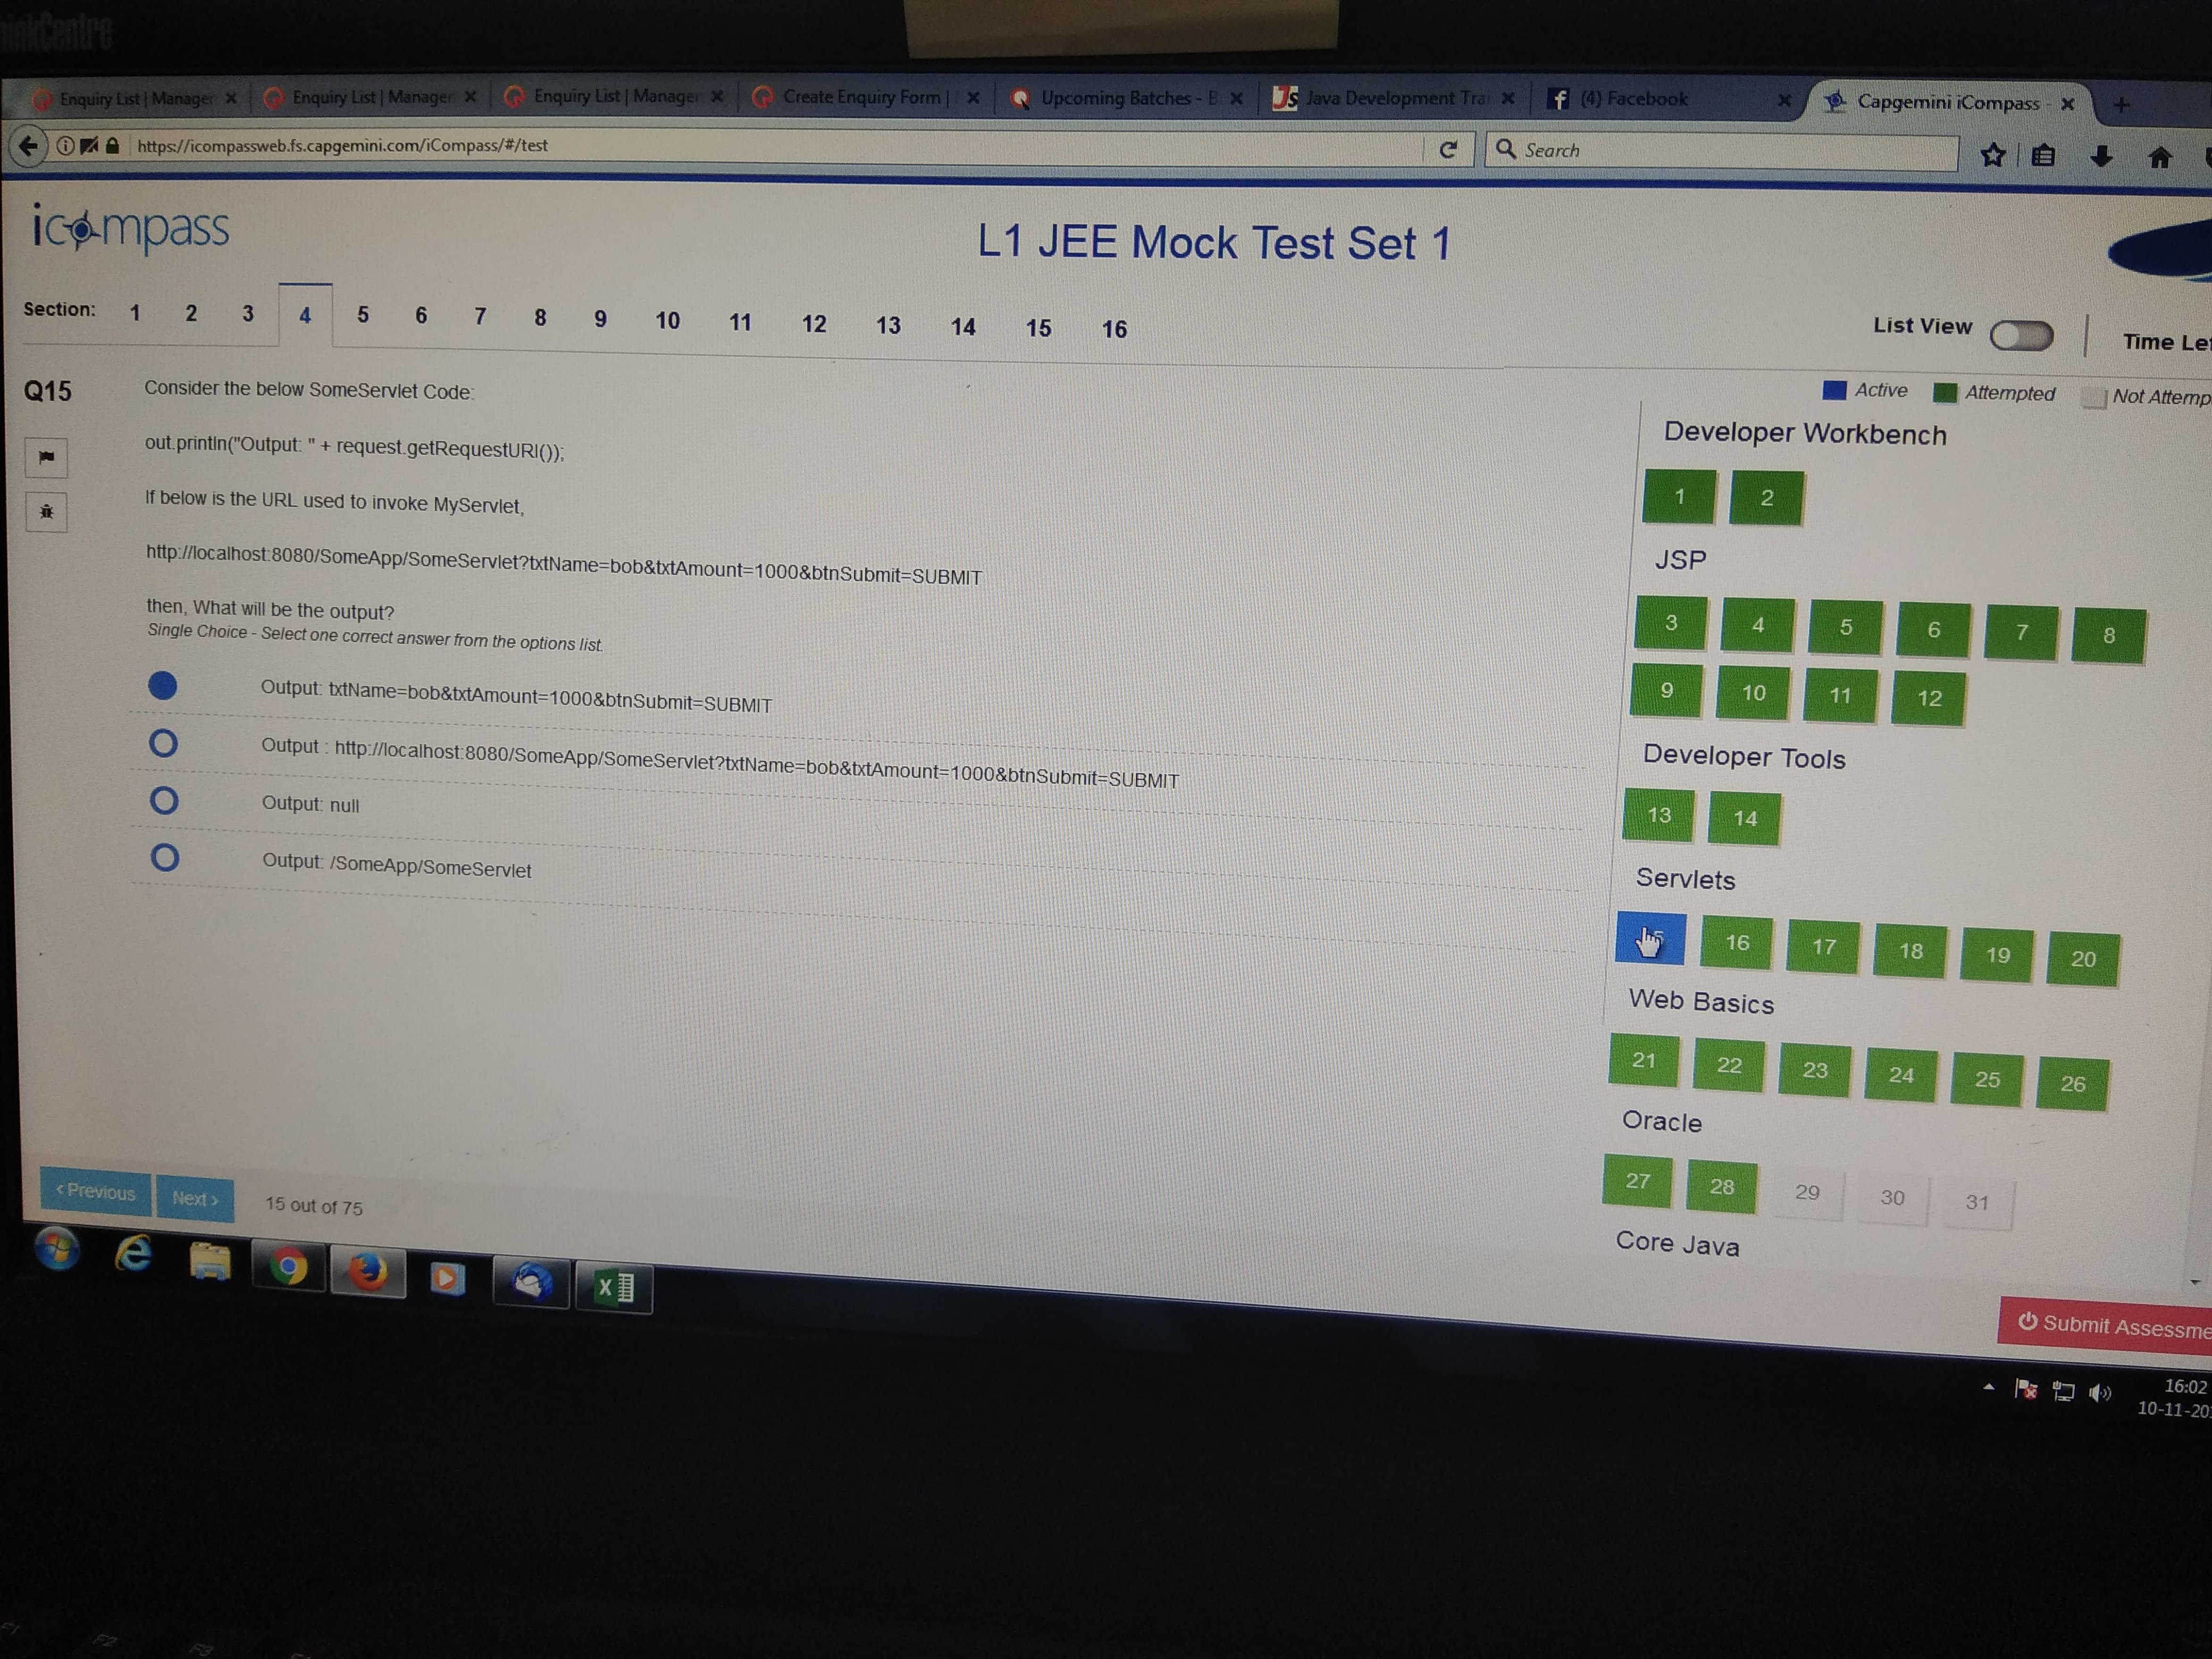 Enquiry List | Manager
Enquiry List | Manager
Enquiry List | Manager
Create Enquiry Form |
Upcoming Batches - B
Java Development Trai
(4) Facebook
Capgemini iCompass -
https://icompassweb.fs.capgemini.com/iCompass/#/test
Search
icompass
L1 JEE Mock Test Set 1
Section: 1 2 3 4 5 6 7 8 9 10 11 12 13 14 15 16
List View
Time Le
Active Attempted Not Attemp
Q15
Consider the below SomeServlet Code:
out.println("Output: " + request.getRequestURI());
If below is the URL used to invoke MyServlet,
http://localhost:8080/SomeApp/SomeServlet?txtName=bob&txtAmount=1000&btnSubmit=SUBMIT
then, What will be the output?
Single Choice - Select one correct answer from the options list.
Output: txtName=bob&txtAmount=1000&btnSubmit=SUBMIT
Output : http://localhost:8080/SomeApp/SomeServlet?txtName=bob&txtAmount=1000&btnSubmit=SUBMIT
Output: null
Output: /SomeApp/SomeServlet
Developer Workbench
1 2
JSP
3 4 5 6 7 8
9 10 11 12
Developer Tools
13 14
Servlets
16 17 18 19 20
Web Basics
21 22 23 24 25 26
Oracle
27 28 29 30 31
Core Java
< Previous
Next >
15 out of 75
Submit Assessme
16:02
10-11-20
F2
F3